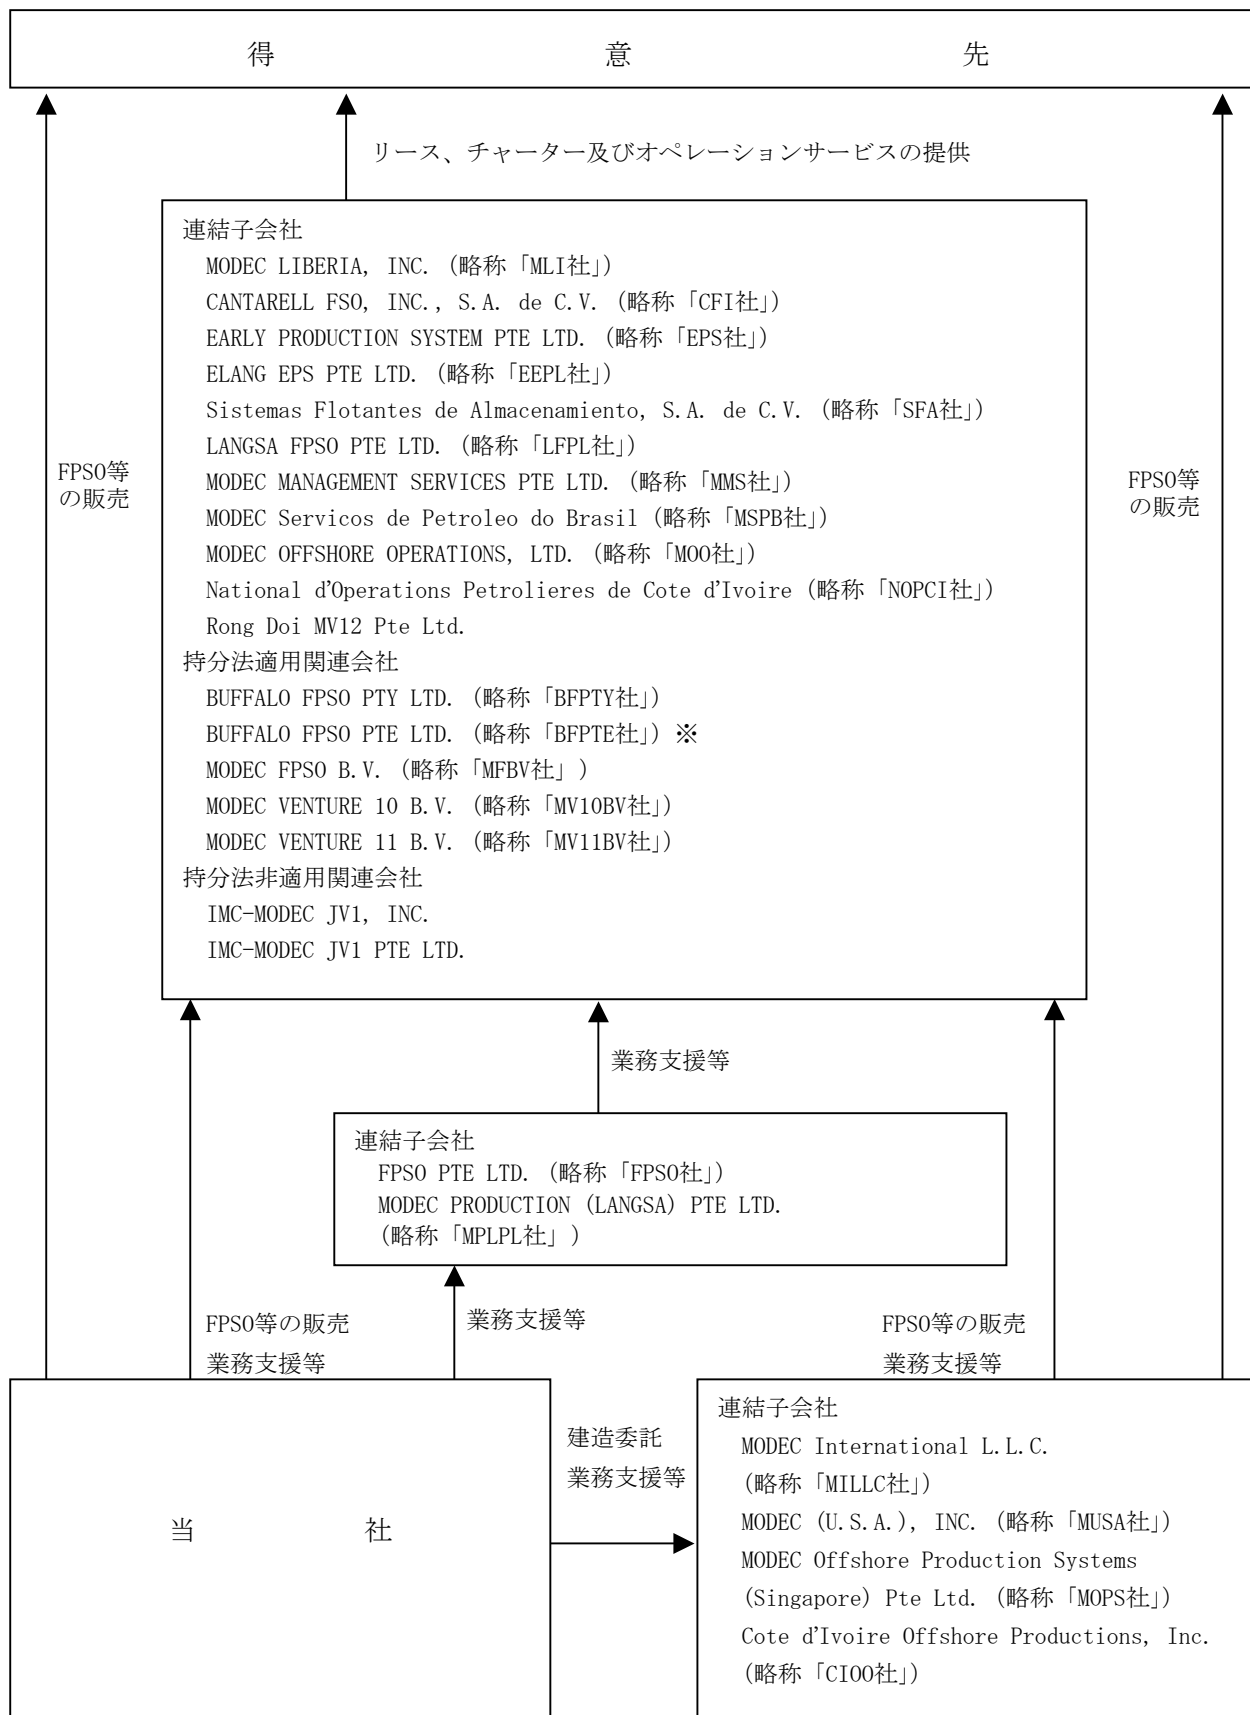 得意先
リース、チャーター及びオペレーションサービスの提供
連結子会社
MODEC LIBERIA, INC.（略称「MLI社」）
CANTARELL FSO, INC., S.A. de C.V.（略称「CFI社」）
EARLY PRODUCTION SYSTEM PTE LTD.（略称「EPS社」）
ELANG EPS PTE LTD.（略称「EEPL社」）
Sistemas Flotantes de Almacenamiento, S.A. de C.V.（略称「SFA社」）
LANGSA FPSO PTE LTD.（略称「LFPL社」）
MODEC MANAGEMENT SERVICES PTE LTD.（略称「MMS社」）
MODEC Servicos de Petroleo do Brasil（略称「MSPB社」）
MODEC OFFSHORE OPERATIONS, LTD.（略称「MOO社」）
National d'Operations Petrolieres de Cote d'Ivoire（略称「NOPCI社」）
Rong Doi MV12 Pte Ltd.
持分法適用関連会社
BUFFALO FPSO PTY LTD.（略称「BFPTY社」）
BUFFALO FPSO PTE LTD.（略称「BFPTE社」）※
MODEC FPSO B.V.（略称「MFBV社」）
MODEC VENTURE 10 B.V.（略称「MV10BV社」）
MODEC VENTURE 11 B.V.（略称「MV11BV社」）
持分法非適用関連会社
IMC-MODEC JV1, INC.
IMC-MODEC JV1 PTE LTD.
FPSO等
の販売
FPSO等
の販売
業務支援等
連結子会社
FPSO PTE LTD.（略称「FPSO社」）
MODEC PRODUCTION (LANGSA) PTE LTD.
（略称「MPLPL社」）
FPSO等の販売
業務支援等
業務支援等
FPSO等の販売
業務支援等
当社
建造委託
業務支援等
連結子会社
MODEC International L.L.C.
（略称「MILLC社」）
MODEC (U.S.A.), INC.（略称「MUSA社」）
MODEC Offshore Production Systems
(Singapore) Pte Ltd.（略称「MOPS社」）
Cote d'Ivoire Offshore Productions, Inc.
（略称「CIOO社」）